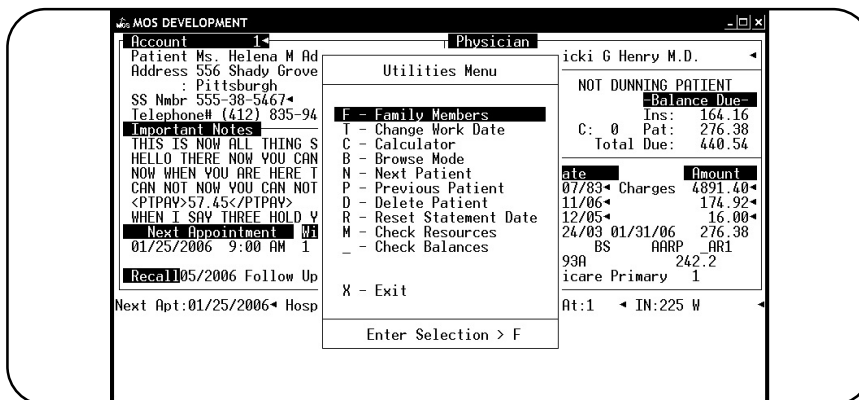 MOS MOS DEVELOPMENT
Account 1 Physician
Patient Ms. Helena M Ad icki G Henry M.D.
Address 556 Shady Grove
: Pittsburgh
SS Nmbr 555-38-5467
Telephone# (412) 835-94
NOT DUNNING PATIENT
-Balance Due-
Ins: 164.16
C: 0 Pat: 276.38
Total Due: 440.54
Important Notes
THIS IS NOW ALL THING S
HELLO THERE NOW YOU CAN
NOW WHEN YOU ARE HERE T
CAN NOT NOW YOU CAN NOT
<PTPAY>57.45</PTPAY>
WHEN I SAY THREE HOLD Y
Next Appointment Wi
01/25/2006 9:00 AM 1
Recall 05/2006 Follow Up
Utilities Menu
F - Family Members
T - Change Work Date
C - Calculator
B - Browse Mode
N - Next Patient
P - Previous Patient
D - Delete Patient
R - Reset Statement Date
M - Check Resources
_ - Check Balances
X - Exit
Enter Selection > F
ate Amount
07/83 Charges 4891.40
11/06 174.92
12/05 16.00
24/03 01/31/06 276.38
BS AARP _AR1
93A 242.2
icare Primary 1
Next Apt:01/25/2006 Hosp At:1 IN:225 W